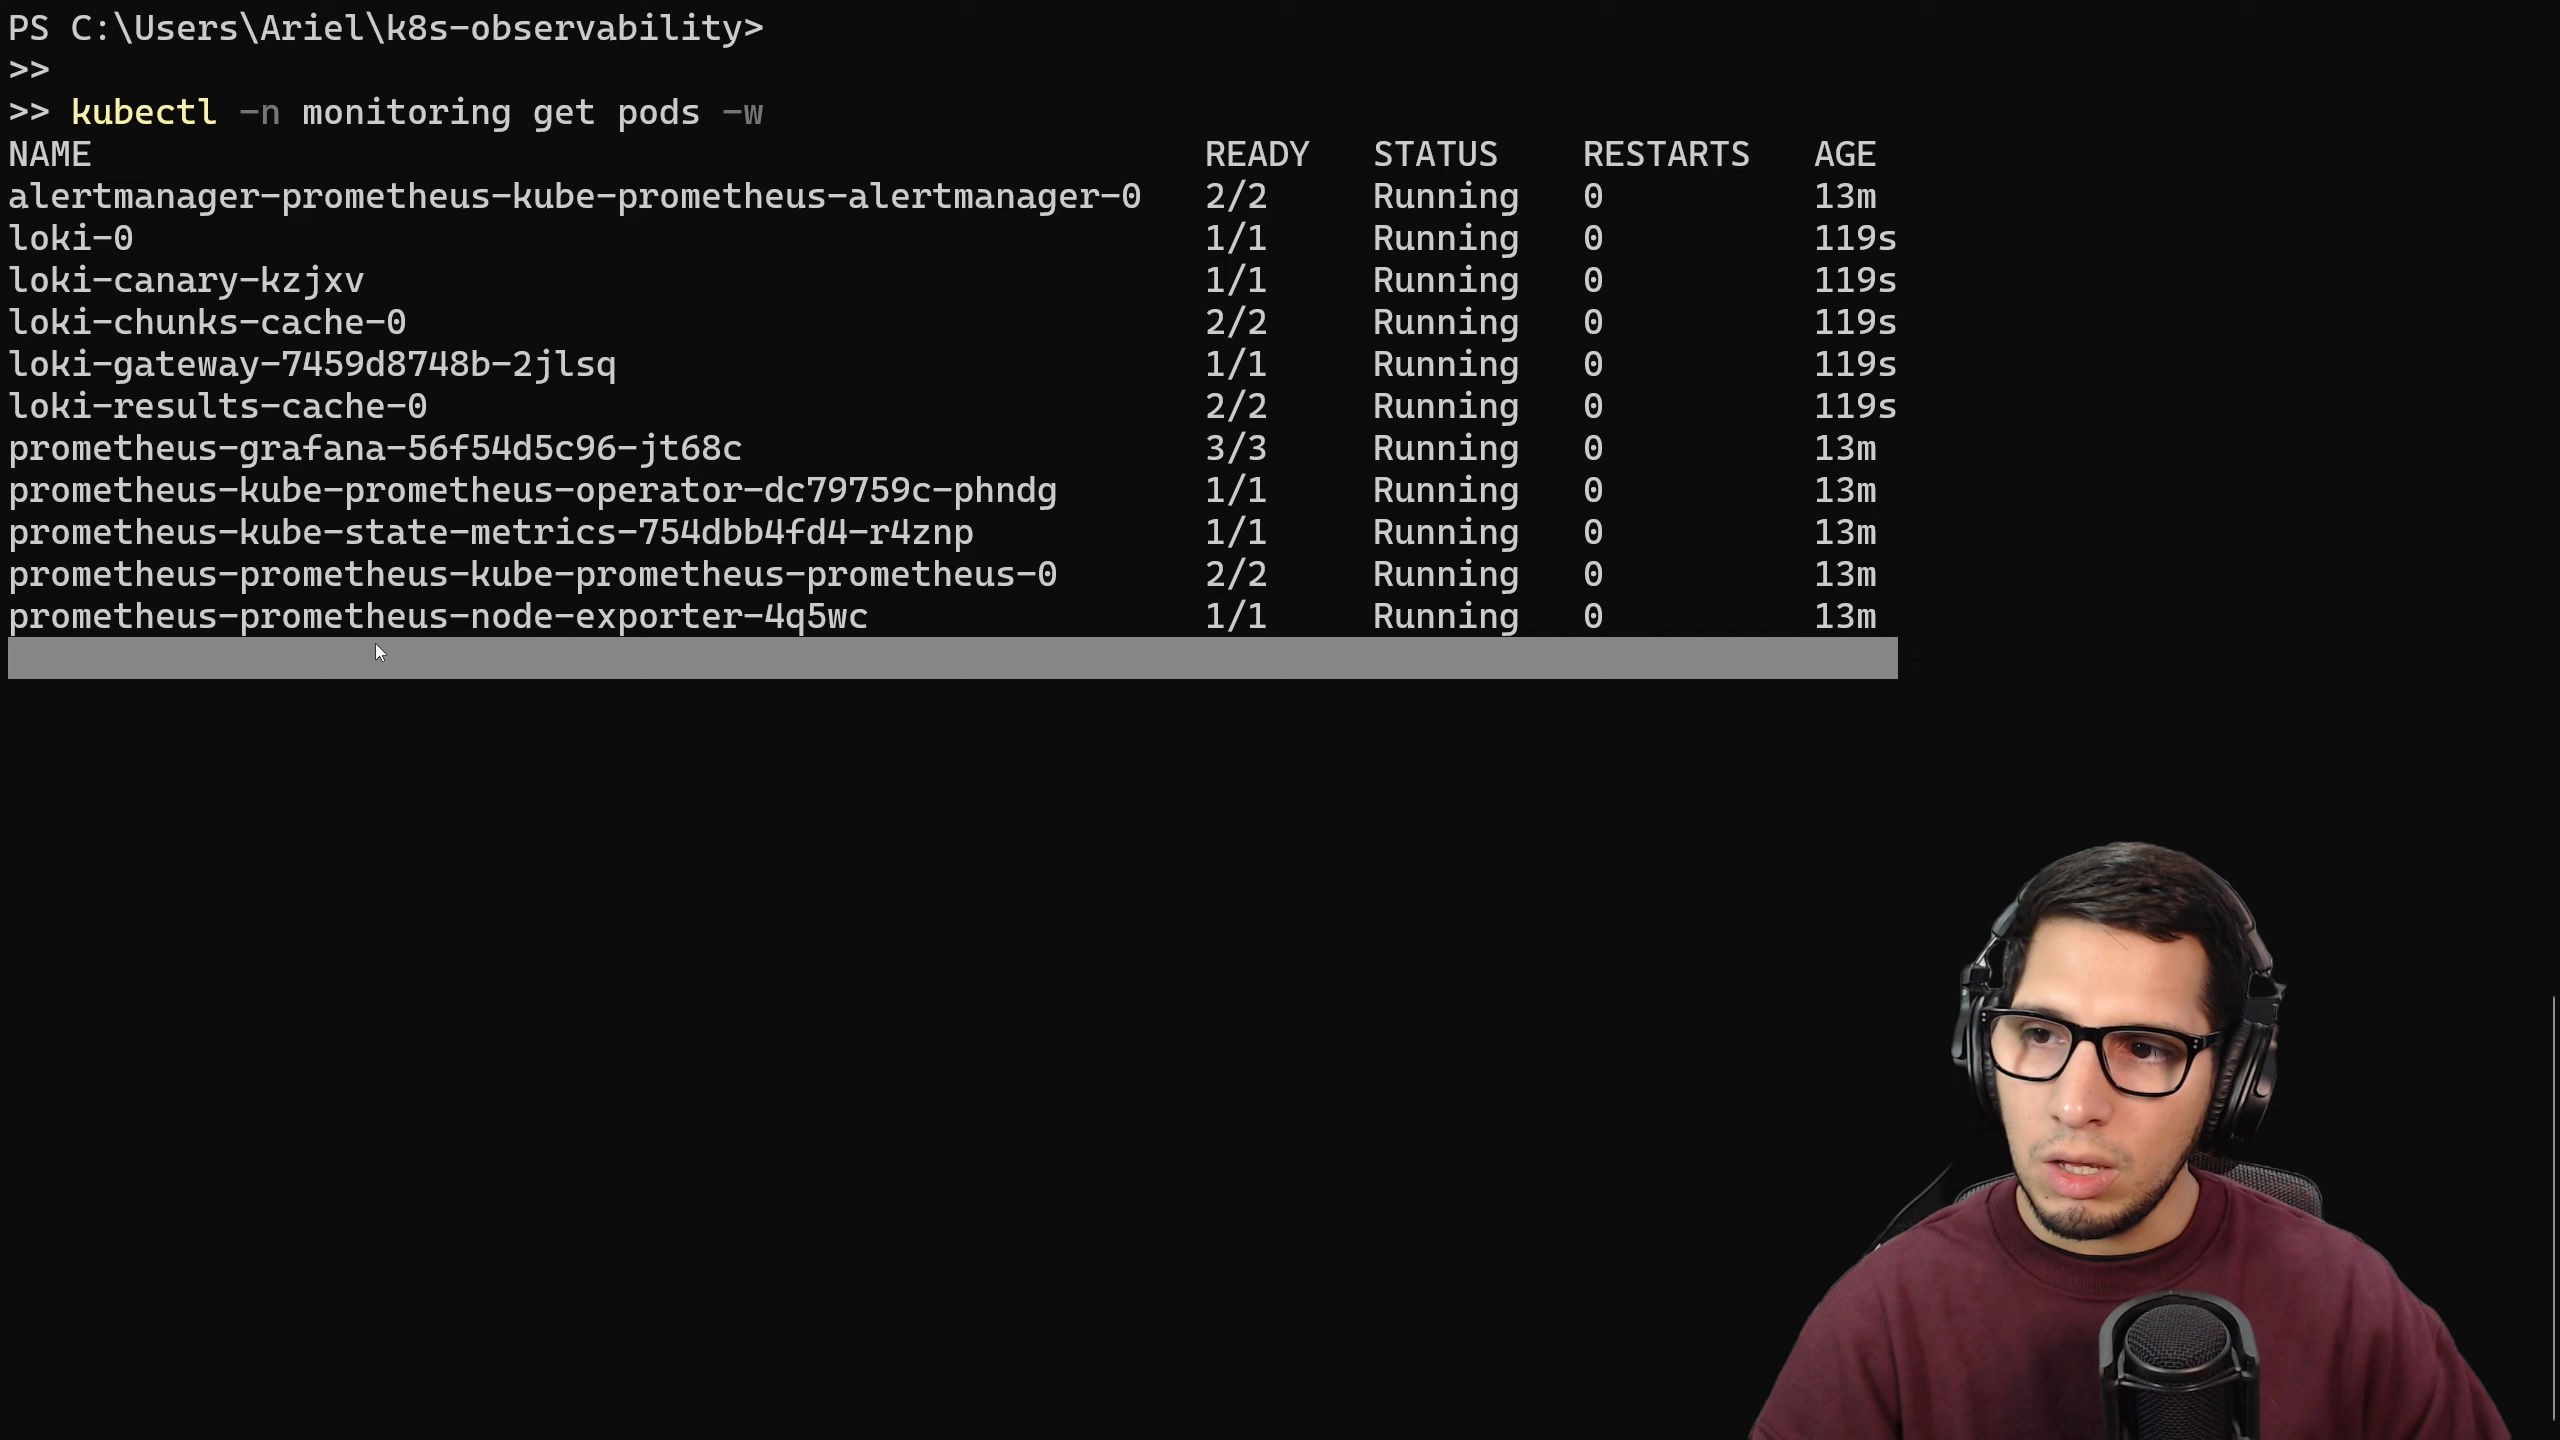 PS C:\Users\Ariel\k8s-observability>
>>
>> kubectl -n monitoring get pods -w
NAME READY STATUS RESTARTS AGE
alertmanager-prometheus-kube-prometheus-alertmanager-0 2/2 Running 0 13m
loki-0 1/1 Running 0 119s
loki-canary-kzjxv 1/1 Running 0 119s
loki-chunks-cache-0 2/2 Running 0 119s
loki-gateway-7459d8748b-2jlsq 1/1 Running 0 119s
loki-results-cache-0 2/2 Running 0 119s
prometheus-grafana-56f54d5c96-jt68c 3/3 Running 0 13m
prometheus-kube-prometheus-operator-dc79759c-phndg 1/1 Running 0 13m
prometheus-kube-state-metrics-754dbb4fd4-r4znp 1/1 Running 0 13m
prometheus-prometheus-kube-prometheus-prometheus-0 2/2 Running 0 13m
prometheus-prometheus-node-exporter-4q5wc 1/1 Running 0 13m